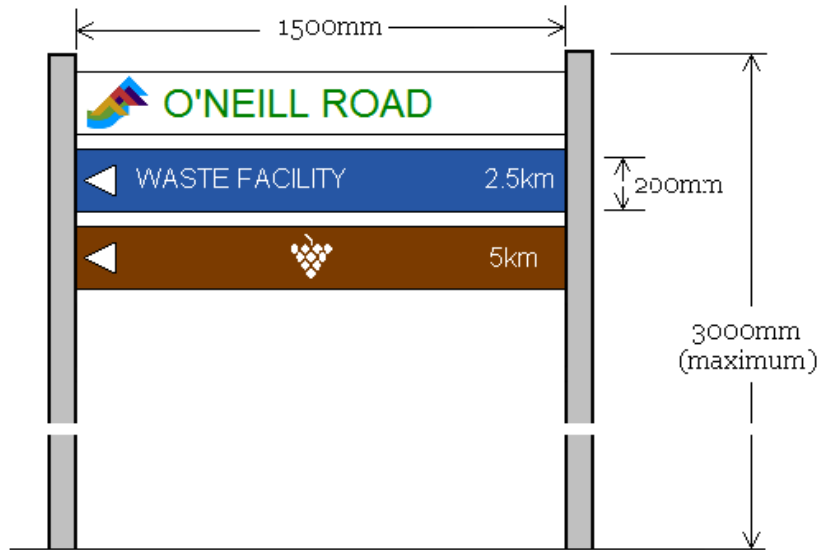 1500mm
O'NEILL ROAD
WASTE FACILITY 2.5km
200mm
5km
3000mm
(maximum)